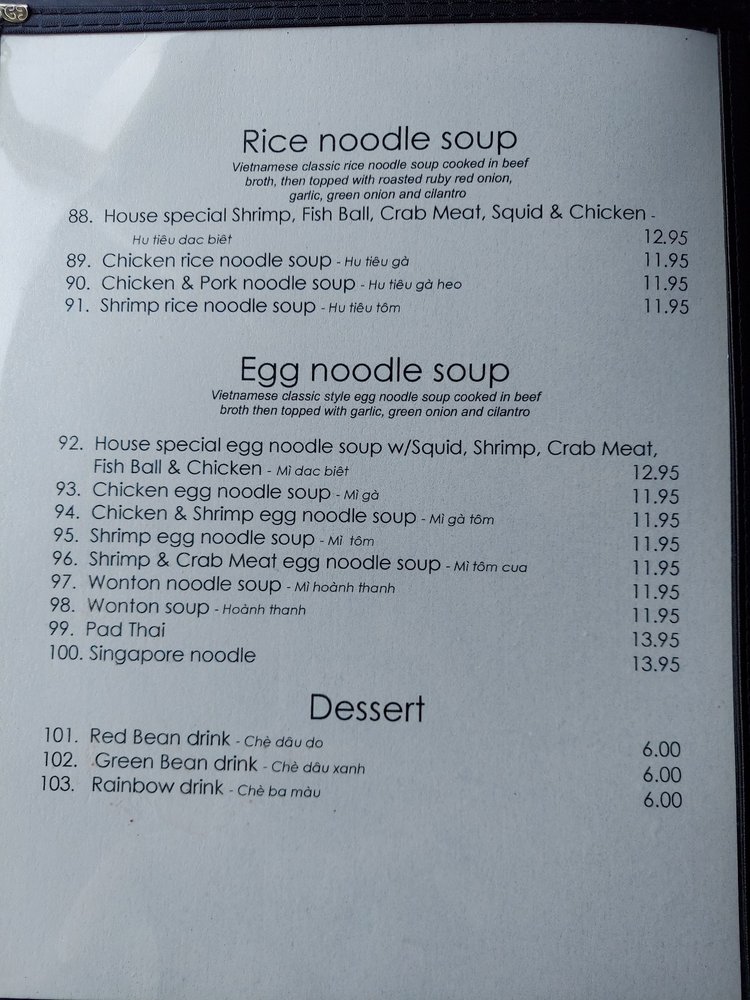 Rice noodle soup
Vietnamese classic rice noodle soup cooked in beef
broth, then topped with roasted ruby red onion,
garlic, green onion and cilantro
88. House special Shrimp, Fish Ball, Crab Meat, Squid & Chicken -
Hu tiêu dac biêt 12.95
89. Chicken rice noodle soup - Hu tiêu gà 11.95
90. Chicken & Pork noodle soup - Hu tiêu gà heo 11.95
91. Shrimp rice noodle soup - Hu tiêu tôm 11.95
Egg noodle soup
Vietnamese classic style egg noodle soup cooked in beef
broth then topped with garlic, green onion and cilantro
92. House special egg noodle soup w/Squid, Shrimp, Crab Meat,
Fish Ball & Chicken - Mì dac biêt 12.95
93. Chicken egg noodle soup - Mì gà 11.95
94. Chicken & Shrimp egg noodle soup - Mì gà tôm 11.95
95. Shrimp egg noodle soup - Mì tôm 11.95
96. Shrimp & Crab Meat egg noodle soup - Mì tôm cua 11.95
97. Wonton noodle soup - Mì hoành thanh 11.95
98. Wonton soup - Hoành thanh 11.95
99. Pad Thai 13.95
100. Singapore noodle 13.95
Dessert
101. Red Bean drink - Chè dâu do 6.00
102. Green Bean drink - Chè dâu xanh 6.00
103. Rainbow drink - Chè ba màu 6.00